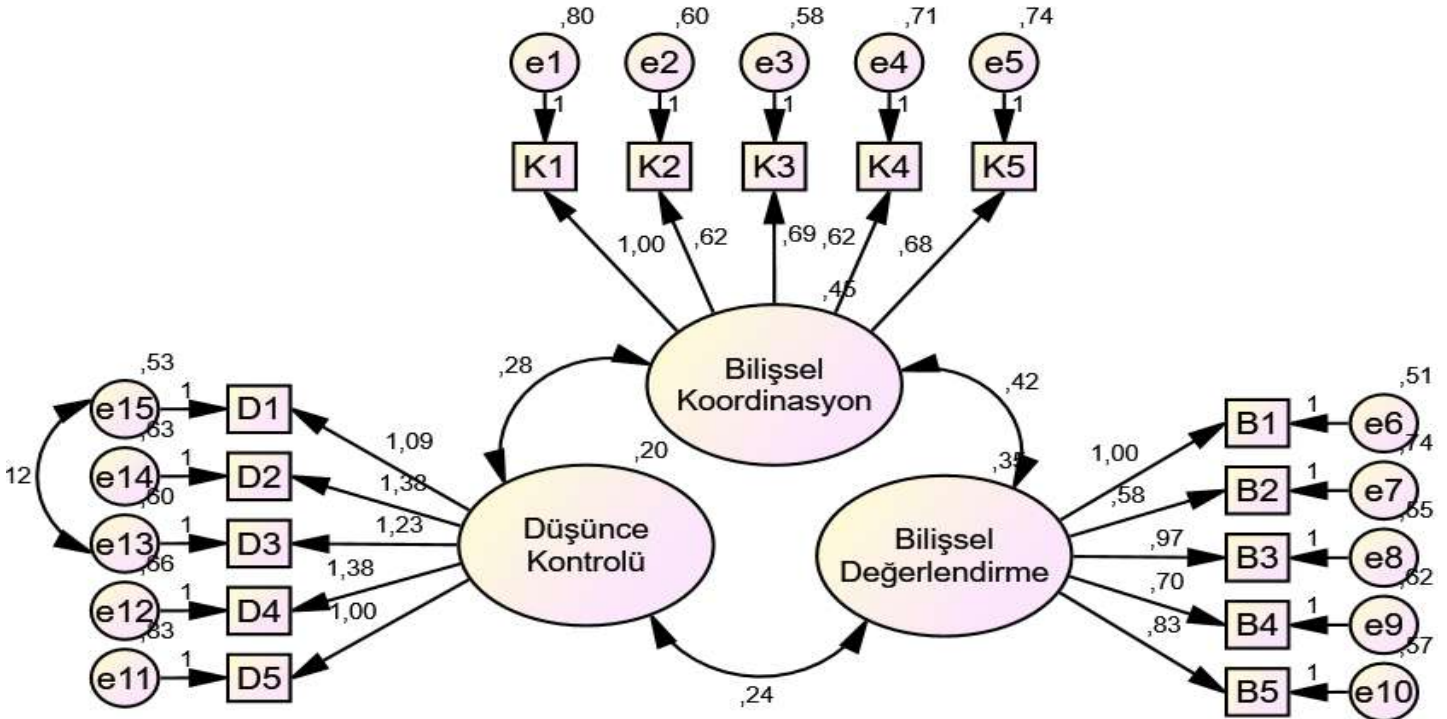 ,80 ,60 ,58 ,71 ,74
e1 e2 e3 e4 e5
1 1 1 1 1
K1 K2 K3 K4 K5
1,00 ,62 ,69 ,62 ,68
,45
Bilişsel
Koordinasyon
,28
,42
,53
e15 1 D1
,63
e14 1 D2
,60
e13 1 D3
,66
e12 1 D4
,83
e11 1 D5
12
1,09
1,38
1,23
1,38
1,00
,20
Düşünce
Kontrolü
,24
,35
Bilişsel
Değerlendirme
1,00
,58
,97
,70
,83
,51
B1 1 e6
,74
B2 1 e7
,55
B3 1 e8
,62
B4 1 e9
,57
B5 1 e10